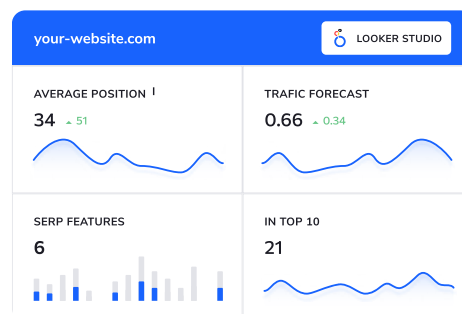 your-website.com
LOOKER STUDIO
AVERAGE POSITION
34 51
TRAFIC FORECAST
0.66 0.34
SERP FEATURES
6
IN TOP 10
21